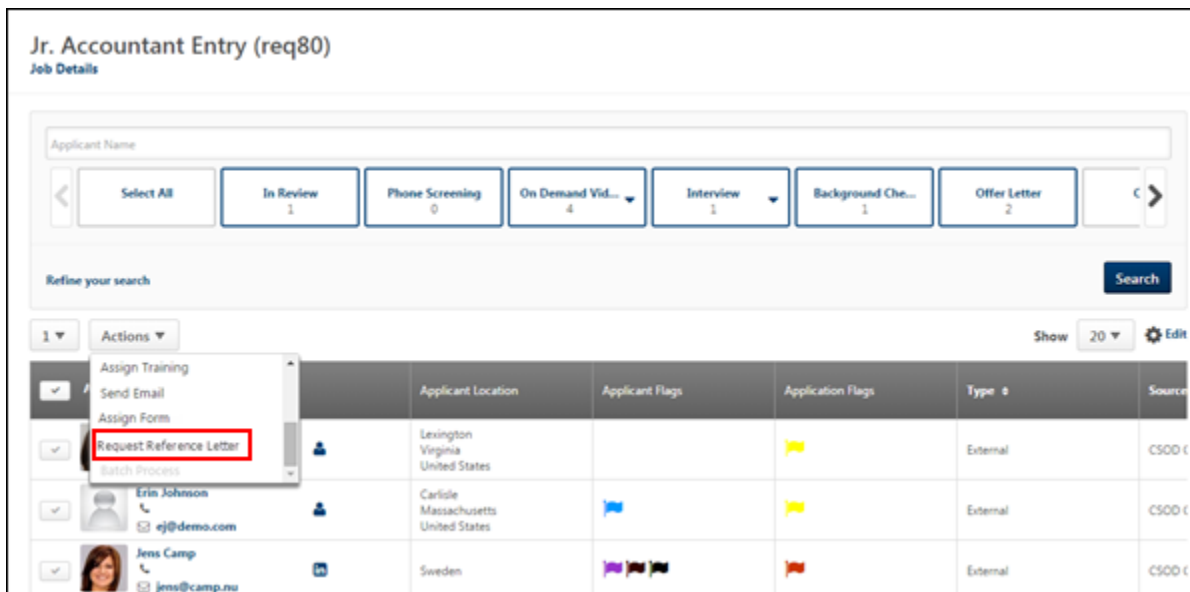 Jr. Accountant Entry (req80)
Job Details
Applicant Name
Select All
In Review
1
Phone Screening
0
On Demand Vid...
4
Interview
1
Background Che...
1
Offer Letter
2
Refine your search
Search
1
Actions
Show
20
Edit
Assign Training
Send Email
Assign Form
Request Reference Letter
Batch Process
Applicant Location
Applicant Flags
Application Flags
Type
Source
Lexington
Virginia
United States
External
CSOD
Erin Johnson
ej@demo.com
Carlisle
Massachusetts
United States
External
CSOD
Jens Camp
jens@camp.nu
Sweden
External
CSOD